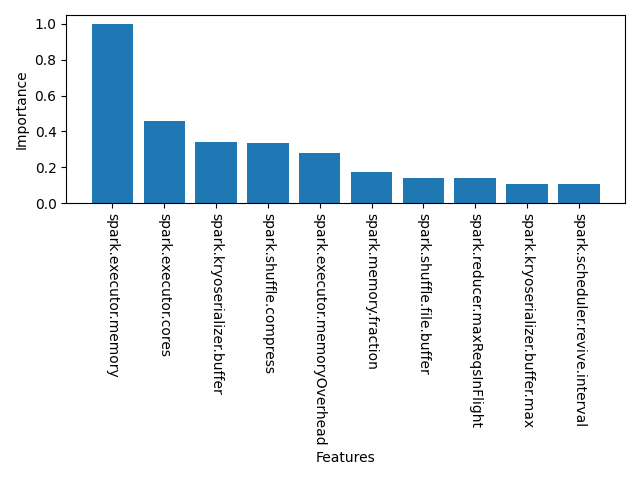 Importance
1.0
0.8
0.6
0.4
0.2
0.0
spark.executor.memory
spark.executor.cores
spark.kryoserializer.buffer
spark.shuffle.compress
spark.executor.memoryOverhead
spark.memory.fraction
spark.shuffle.file.buffer
spark.reducer.maxReqsInFlight
spark.kryoserializer.buffer.max
spark.scheduler.revive.interval
Features